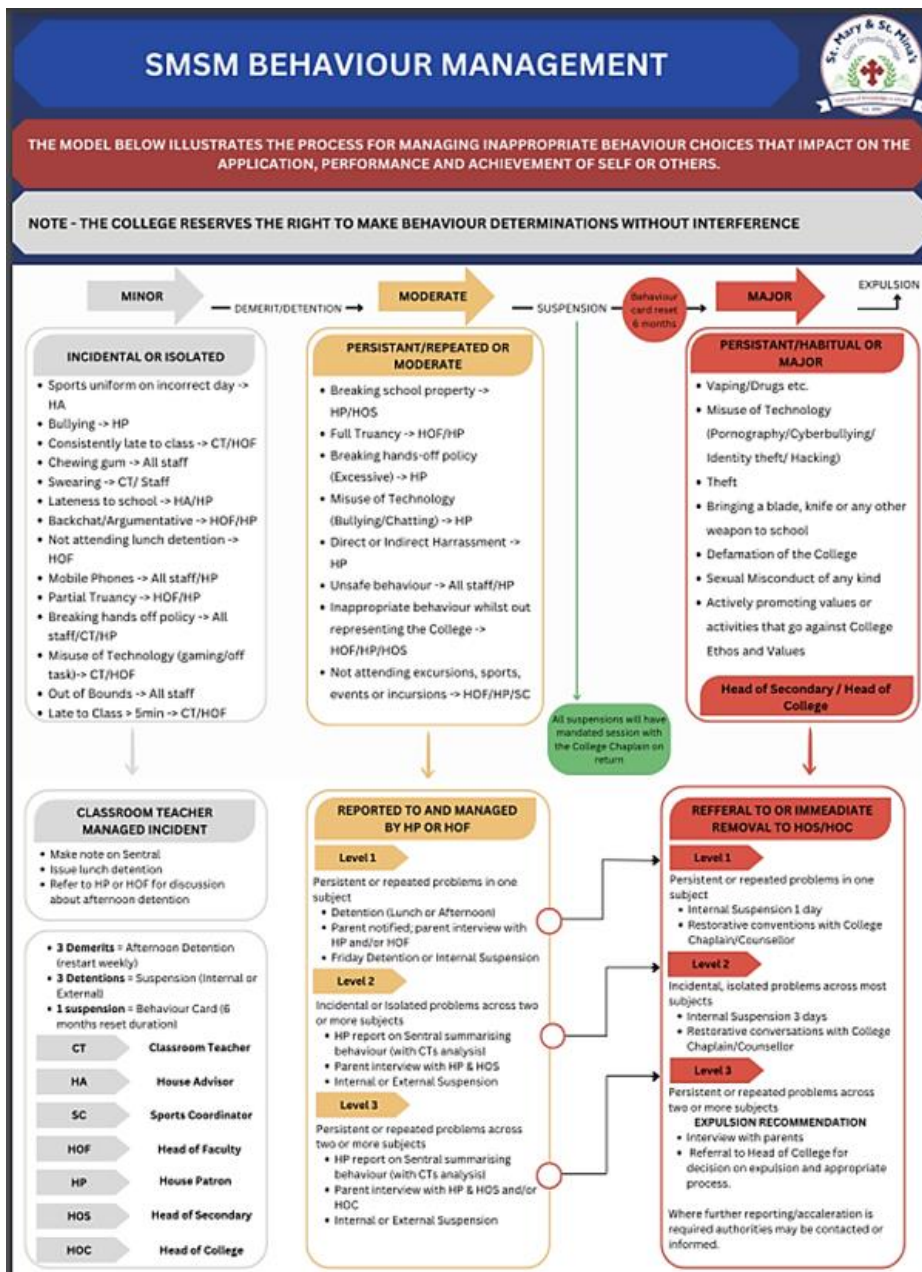 SMSM BEHAVIOUR MANAGEMENT
St. Mary & St. Mina's
Coptic Orthodox College
THE MODEL BELOW ILLUSTRATES THE PROCESS FOR MANAGING INAPPROPRIATE BEHAVIOUR CHOICES THAT IMPACT ON THE
APPLICATION, PERFORMANCE AND ACHIEVEMENT OF SELF OR OTHERS.
NOTE - THE COLLEGE RESERVES THE RIGHT TO MAKE BEHAVIOUR DETERMINATIONS WITHOUT INTERFERENCE
MINOR
DEMERIT/DETENTION
MODERATE
SUSPENSION
Behaviour
card reset
6 months
MAJOR
EXPULSION
INCIDENTAL OR ISOLATED
• Sports uniform on incorrect day ->
HA
• Bullying -> HP
• Consistently late to class -> CT/HOF
• Chewing gum -> All staff
• Swearing -> CT/ Staff
• Lateness to school -> HA/HP
• Backchat/Argumentative -> HOF/HP
• Not attending lunch detention ->
HOF
• Mobile Phones -> All staff/HP
• Partial Truancy -> HOF/HP
• Breaking hands off policy -> All
staff/CT/HP
• Misuse of Technology (gaming/off
task)-> CT/HOF
• Out of Bounds -> All staff
• Late to Class > 5min -> CT/HOF
PERSISTANT/REPEATED OR
MODERATE
• Breaking school property ->
HP/HOS
• Full Truancy -> HOF/HP
• Breaking hands-off policy
(Excessive) -> HP
• Misuse of Technology
(Bullying/Chatting) -> HP
• Direct or Indirect Harrassment ->
HP
• Unsafe behaviour -> All staff/HP
• Inappropriate behaviour whilst out
representing the College ->
HOF/HP/HOS
• Not attending excursions, sports,
events or incursions -> HOF/HP/SC
All suspensions will have
mandated session with
the College Chaplain on
return
PERSISTANT/HABITUAL OR
MAJOR
• Vaping/Drugs etc.
• Misuse of Technology
(Pornography/Cyberbullying/
Identity theft/ Hacking)
• Theft
• Bringing a blade, knife or any other
weapon to school
• Defamation of the College
• Sexual Misconduct of any kind
• Actively promoting values or
activities that go against College
Ethos and Values
Head of Secondary / Head of
College
CLASSROOM TEACHER
MANAGED INCIDENT
• Make note on Sentral
• Issue lunch detention
• Refer to HP or HOF for discussion
about afternoon detention
• 3 Demerits = Afternoon Detention
(restart weekly)
• 3 Detentions = Suspension (Internal or
External)
• 1 suspension = Behaviour Card (6
months reset duration)
CT Classroom Teacher
HA House Advisor
SC Sports Coordinator
HOF Head of Faculty
HP House Patron
HOS Head of Secondary
HOC Head of College
REPORTED TO AND MANAGED
BY HP OR HOF
Level 1
Persistent or repeated problems in one
subject
• Detention (Lunch or Afternoon)
• Parent notified; parent interview with
HP and/or HOF
• Friday Detention or Internal Suspension
Level 2
Incidental or Isolated problems across two
or more subjects
• HP report on Sentral summarising
behaviour (with CTs analysis)
• Parent interview with HP & HOS
• Internal or External Suspension
Level 3
Persistent or repeated problems across
two or more subjects
• HP report on Sentral summarising
behaviour (with CTs analysis)
• Parent interview with HP & HOS and/or
HOC
• Internal or External Suspension
REFFERAL TO OR IMMEADIATE
REMOVAL TO HOS/HOC
Level 1
Persistent or repeated problems in one
subject
• Internal Suspension 1 day
• Restorative conventions with College
Chaplain/Counsellor
Level 2
Incidental, isolated problems across most
subjects
• Internal Suspension 3 days
• Restorative conversations with College
Chaplain/Counsellor
Level 3
Persistent or repeated problems across
two or more subjects
EXPULSION RECOMMENDATION
• Interview with parents
• Referral to Head of College for
decision on expulsion and appropriate
process.
Where further reporting/accaleration is
required authorities may be contacted or
informed.